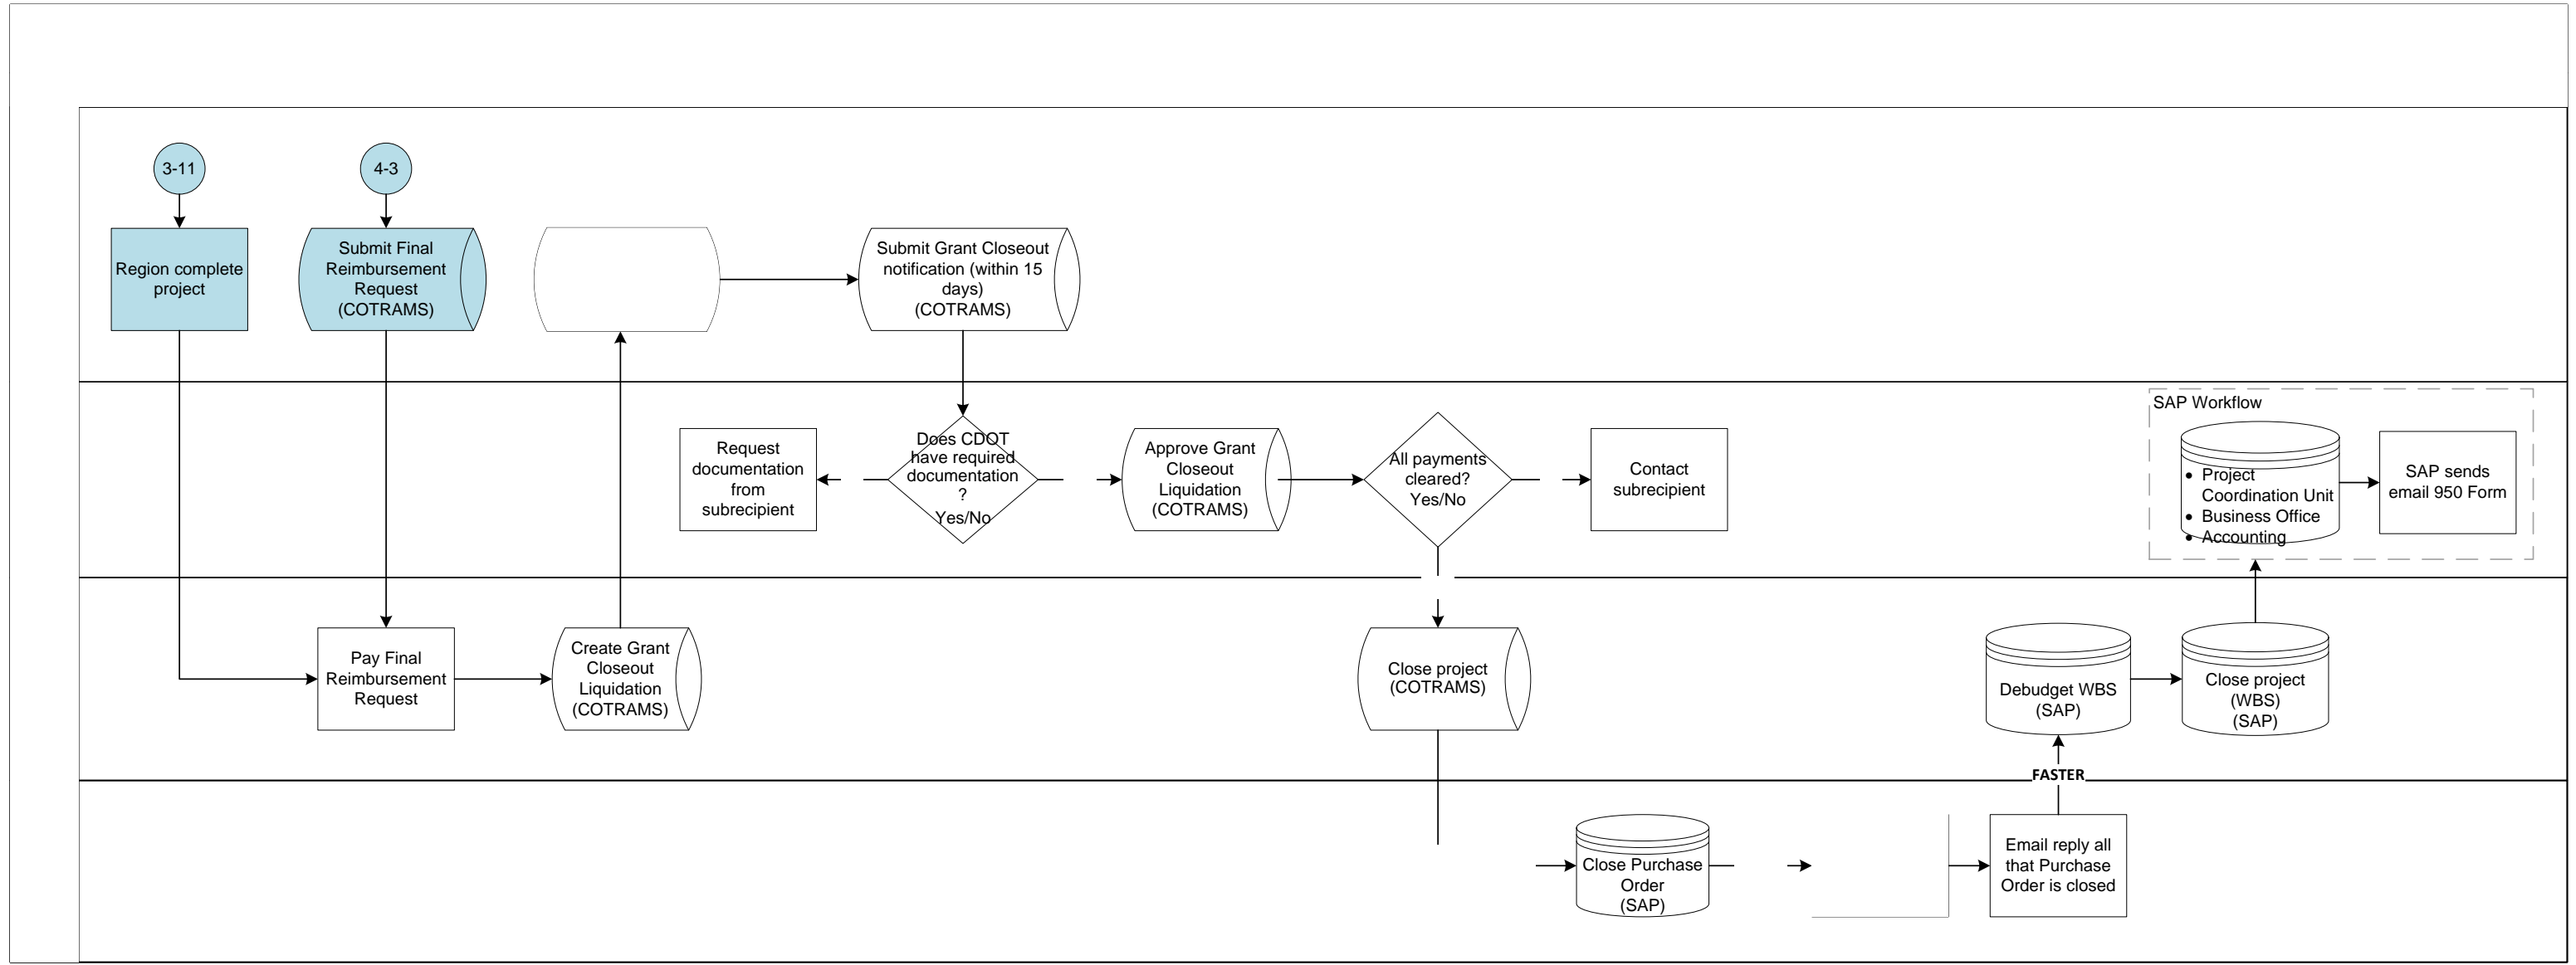 3-11
4-3
Region complete
project
Submit Final
Reimbursement
Request
(COTRAMS)
Submit Grant Closeout
notification (within 15
days)
(COTRAMS)
Request
documentation
from
subrecipient
Does CDOT
have required
documentation
?
Yes/No
Approve Grant
Closeout
Liquidation
(COTRAMS)
All payments
cleared?
Yes/No
Contact
subrecipient
SAP Workflow
• Project
Coordination Unit
• Business Office
• Accounting
SAP sends
email 950 Form
Pay Final
Reimbursement
Request
Create Grant
Closeout
Liquidation
(COTRAMS)
Close project
(COTRAMS)
Debudget WBS
(SAP)
Close project
(WBS)
(SAP)
FASTER
Close Purchase
Order
(SAP)
Email reply all
that Purchase
Order is closed